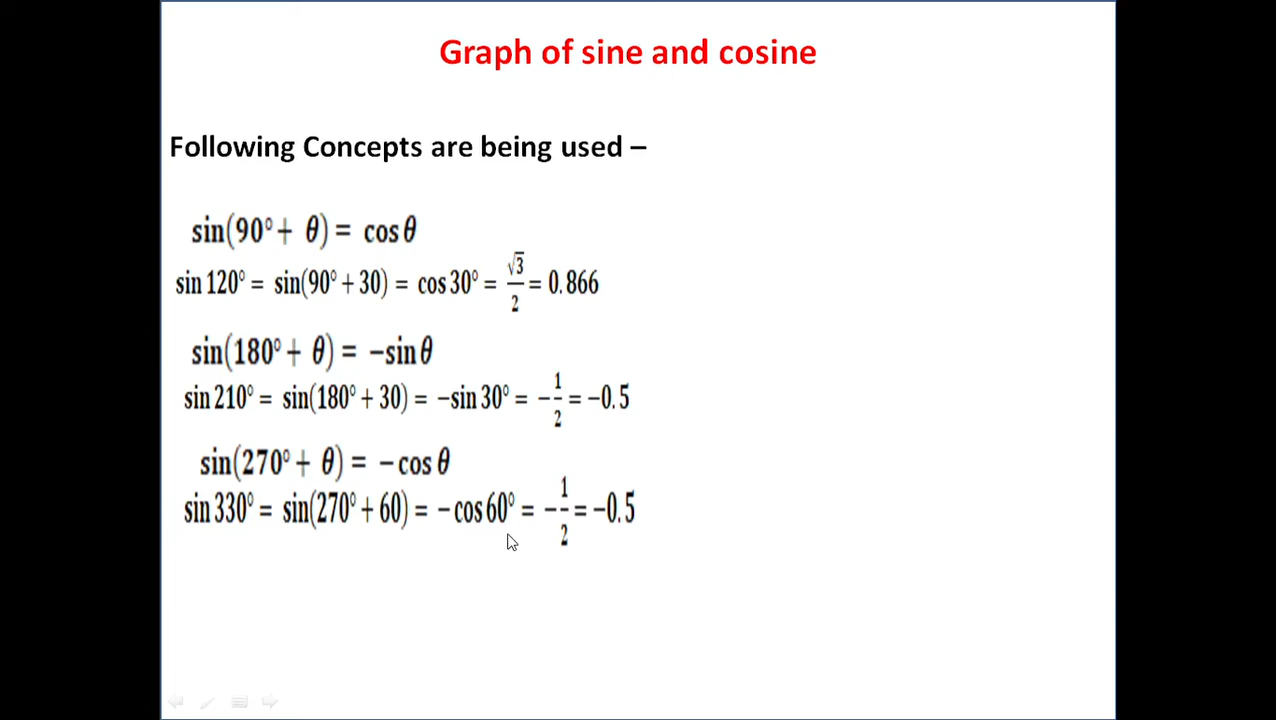 Graph of sine and cosine
Following Concepts are being used –
sin(90° + θ) = cos θ
sin 120° = sin(90° + 30) = cos 30° = √3/2 = 0.866
sin(180° + θ) = −sin θ
sin 210° = sin(180° + 30) = −sin 30° = −1/2 = −0.5
sin(270° + θ) = − cos θ
sin 330° = sin(270° + 60) = − cos 60° = −1/2 = −0.5